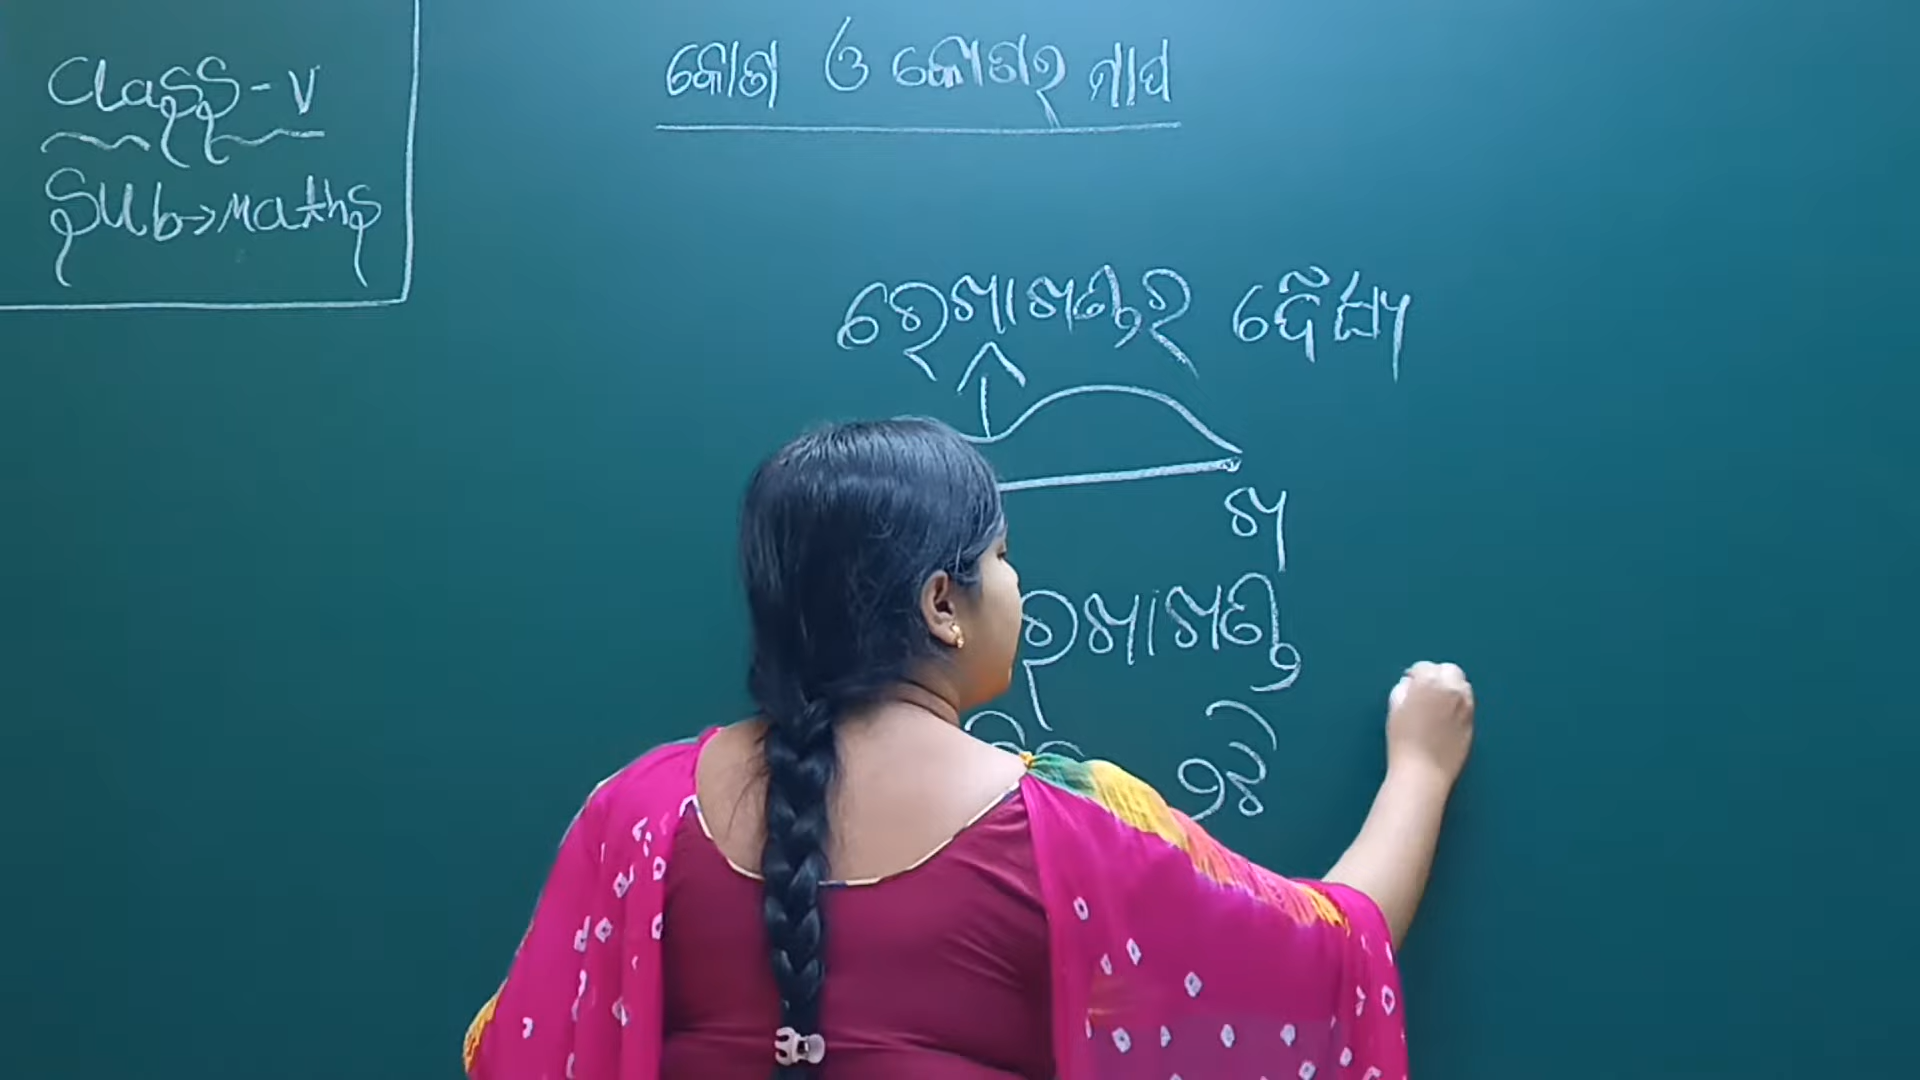 Class-V
Sub→Maths
କୋଣ ଓ କୋଣର ମାପ
ରେଖାଖଣ୍ଡର ଦୈର୍ଘ୍ୟ
ଖ
ରେଖାଖଣ୍ଡ